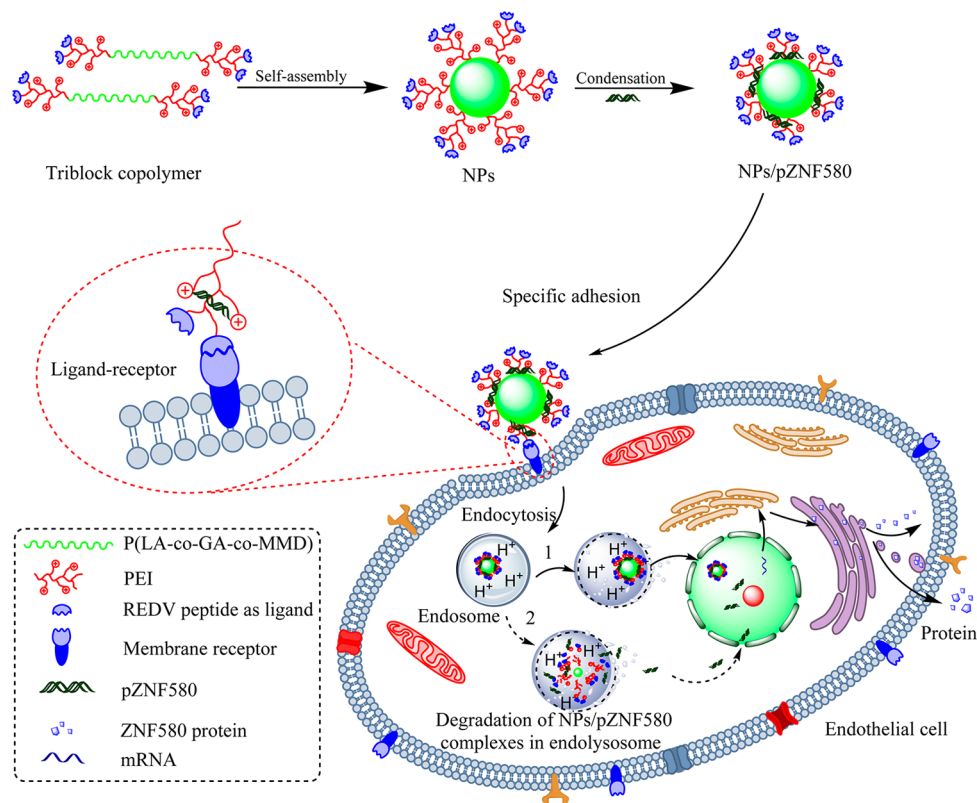 Self-assembly
Condensation
Triblock copolymer
NPs
NPs/pZNF580
Specific adhesion
Ligand-receptor
Endocytosis
H+
H+
H+
1
H+
H+
Endosome
2
H+
H+
H+
Degradation of NPs/pZNF580
complexes in endolysosome
Protein
Endothelial cell
P(LA-co-GA-co-MMD)
PEI
REDV peptide as ligand
Membrane receptor
pZNF580
ZNF580 protein
mRNA